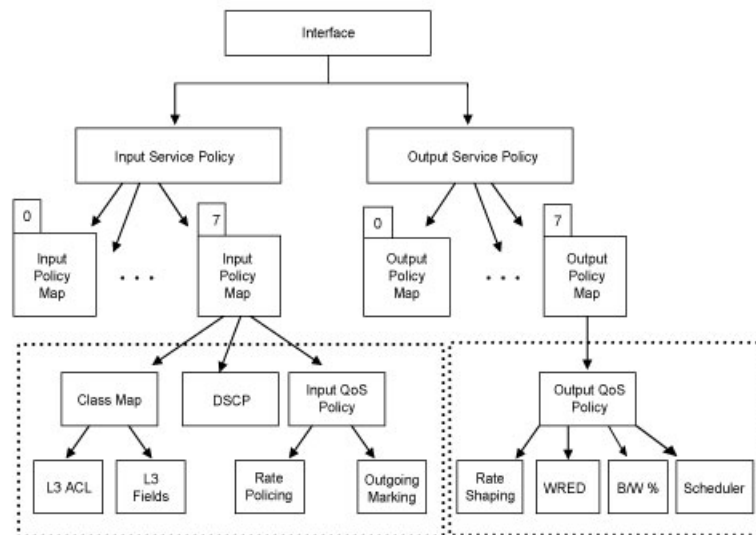 Interface
Input Service Policy
Output Service Policy
0
7
0
7
Input
Policy
Map
. . .
Input
Policy
Map
Output
Policy
Map
. . .
Output
Policy
Map
Class Map
DSCP
Input QoS
Policy
Output QoS
Policy
L3 ACL
L3
Fields
Rate
Policing
Outgoing
Marking
Rate
Shaping
WRED
B/W %
Scheduler